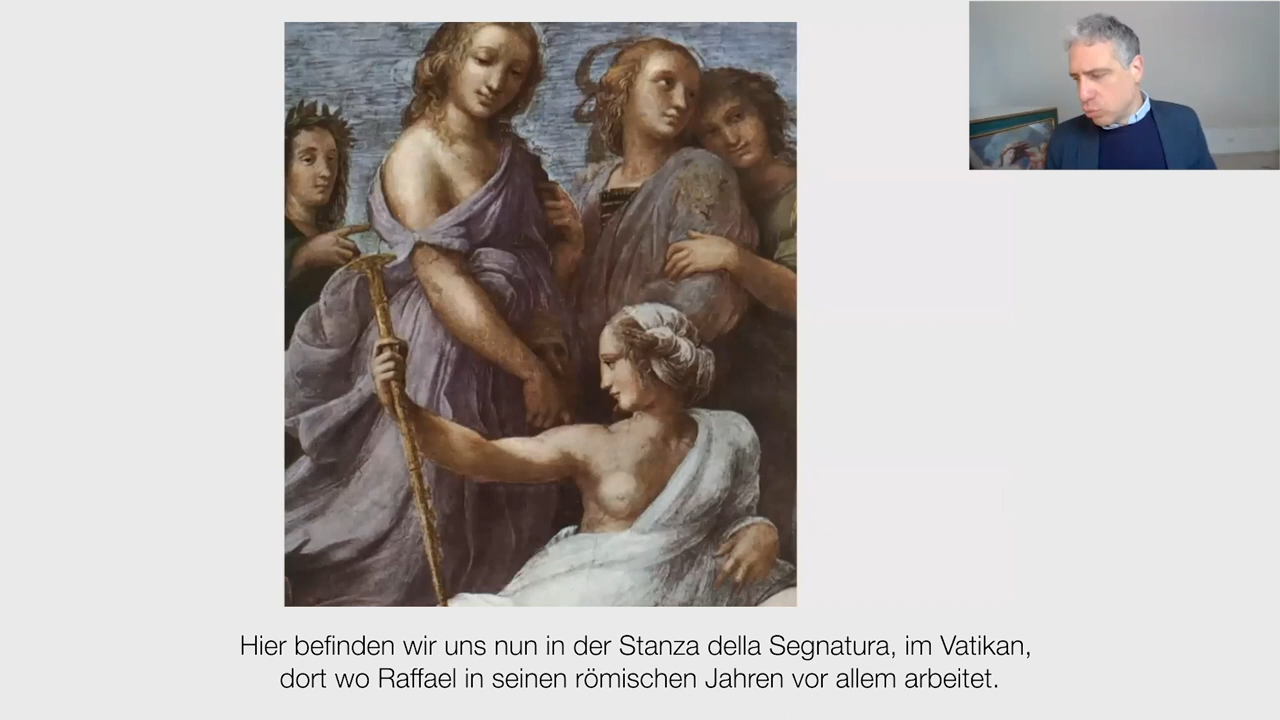 Hier befinden wir uns nun in der Stanza della Segnatura, im Vatikan,
dort wo Raffael in seinen römischen Jahren vor allem arbeitet.